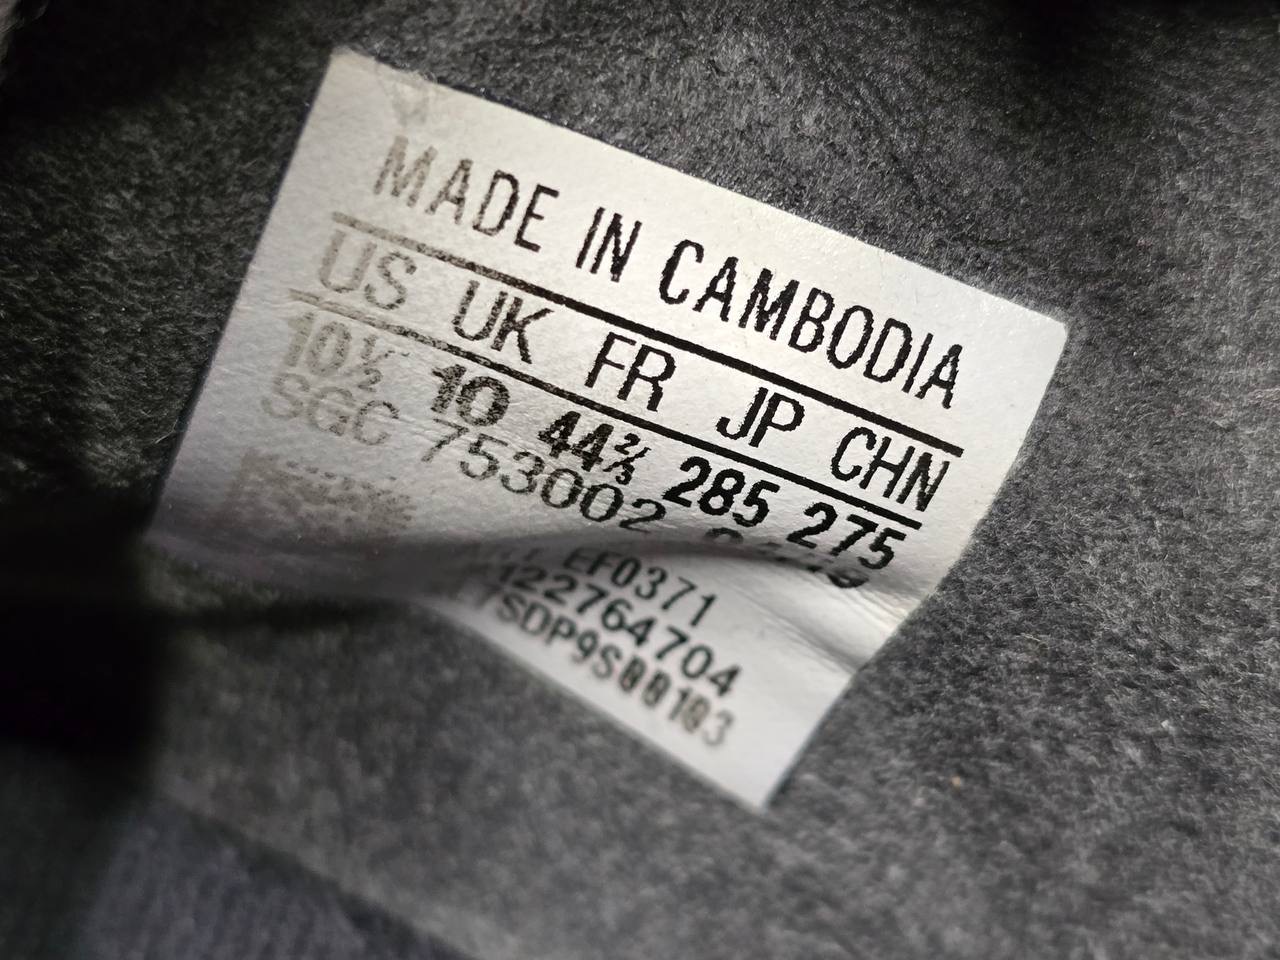 MADE IN CAMBODIA
US UK FR JP CHN
10½ 10 44⅔ 285 275
SGC 753002
EF0371
122764704
7SDP9S00103